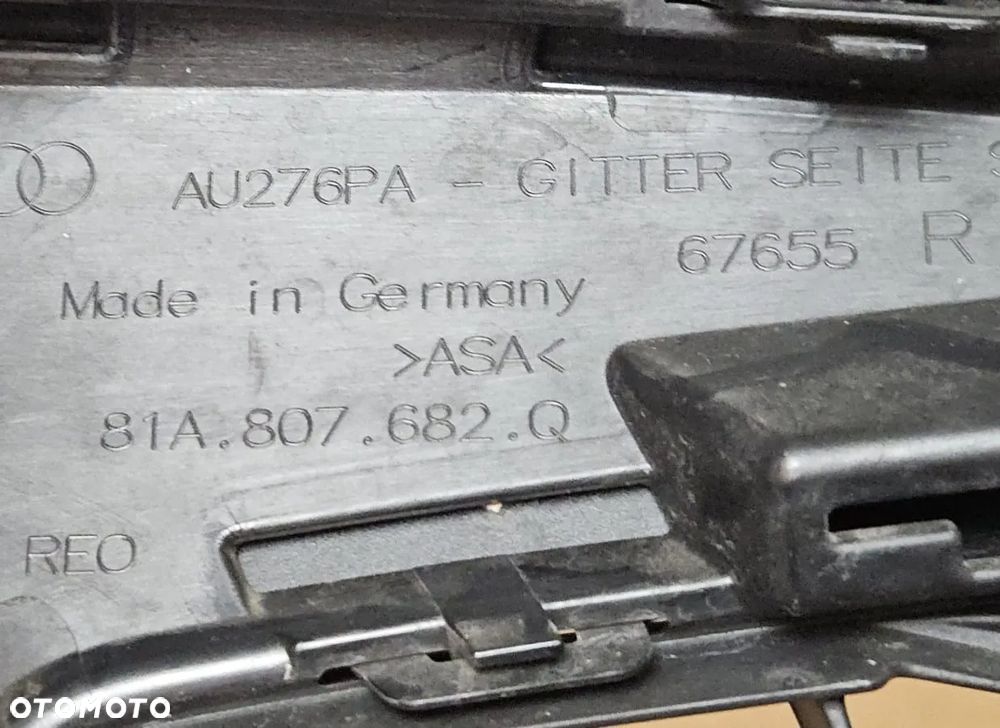 AU276PA - GITTER SEITE S
67655 R
Made in Germany
>ASA<
81A.807.682.Q
REO
OTOMOTO